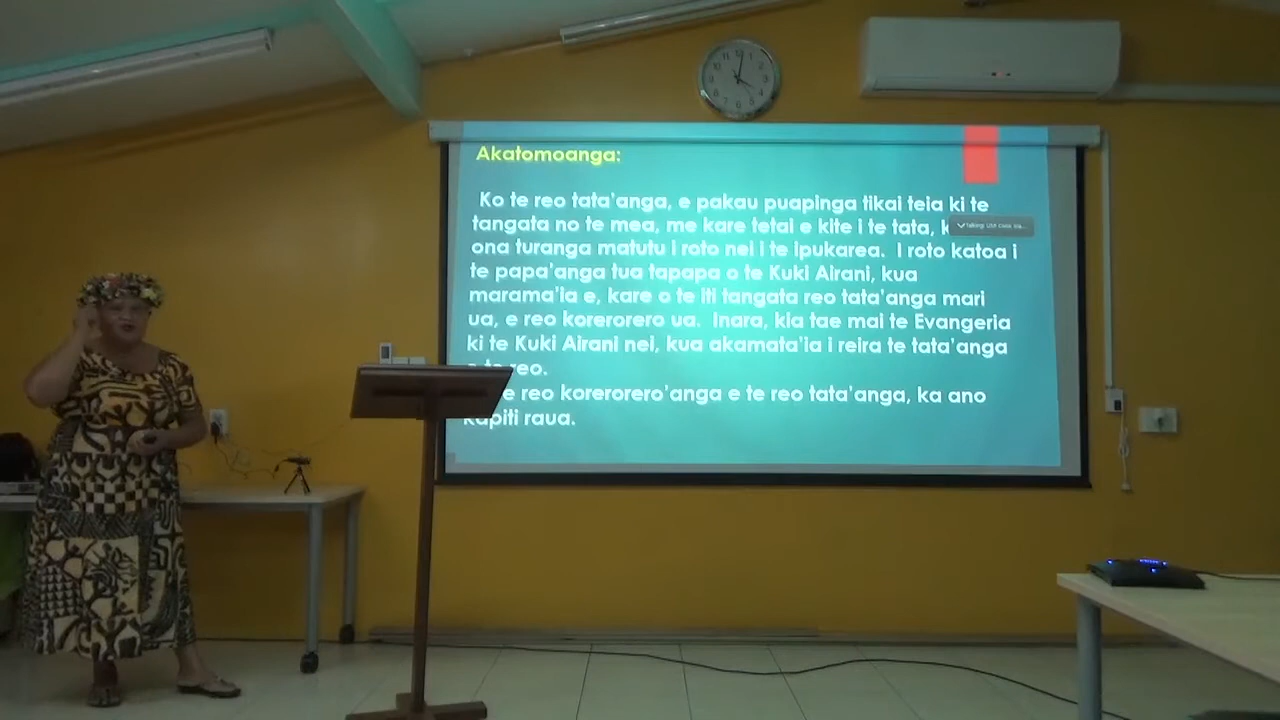 Akatomoanga:
Ko te reo tata'anga, e pakau puapinga tikai teia ki te
tangata no te mea, me kare tetai e kite i te tata,
ona turanga matutu i roto nei i te ipukarea. I roto katoa i
te papa'anga tua tapapa o te Kuki Airani, kua
marama'ia e, kare o te iti tangata reo tata'anga mari
ua, e reo korerorero ua. Inara, kia tae mai te Evangeria
ki te Kuki Airani nei, kua akamata'ia i reira te tata'anga
te reo.
e reo korerorero'anga e te reo tata'anga, ka ano
kapiti raua.